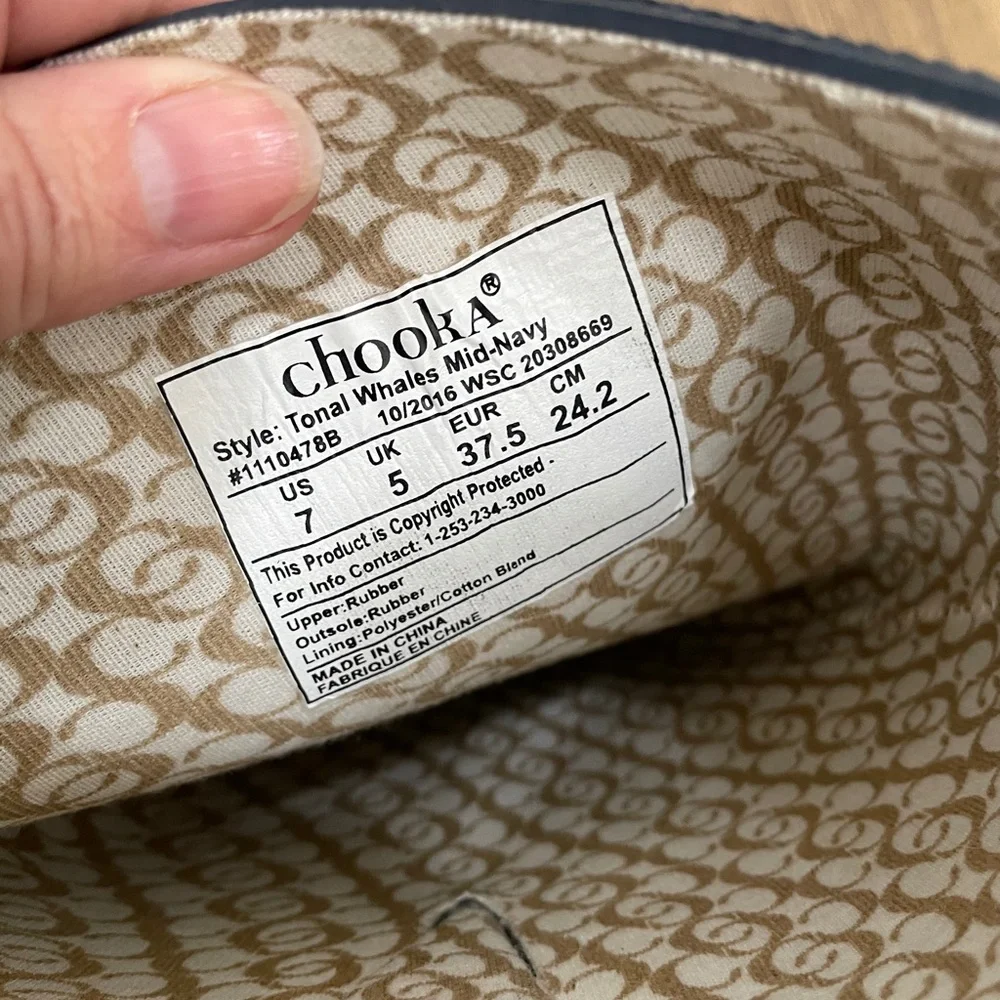 chooka®
Style: Tonal Whales Mid-Navy
#1110478B 10/2016 WSC 20308669
US UK EUR CM
7 5 37.5 24.2
This Product is Copyright Protected -
For Info Contact: 1-253-234-3000
Upper:Rubber
Outsole:Rubber
Lining:Polyester/Cotton Blend
MADE IN CHINA
FABRIQUE EN CHINE